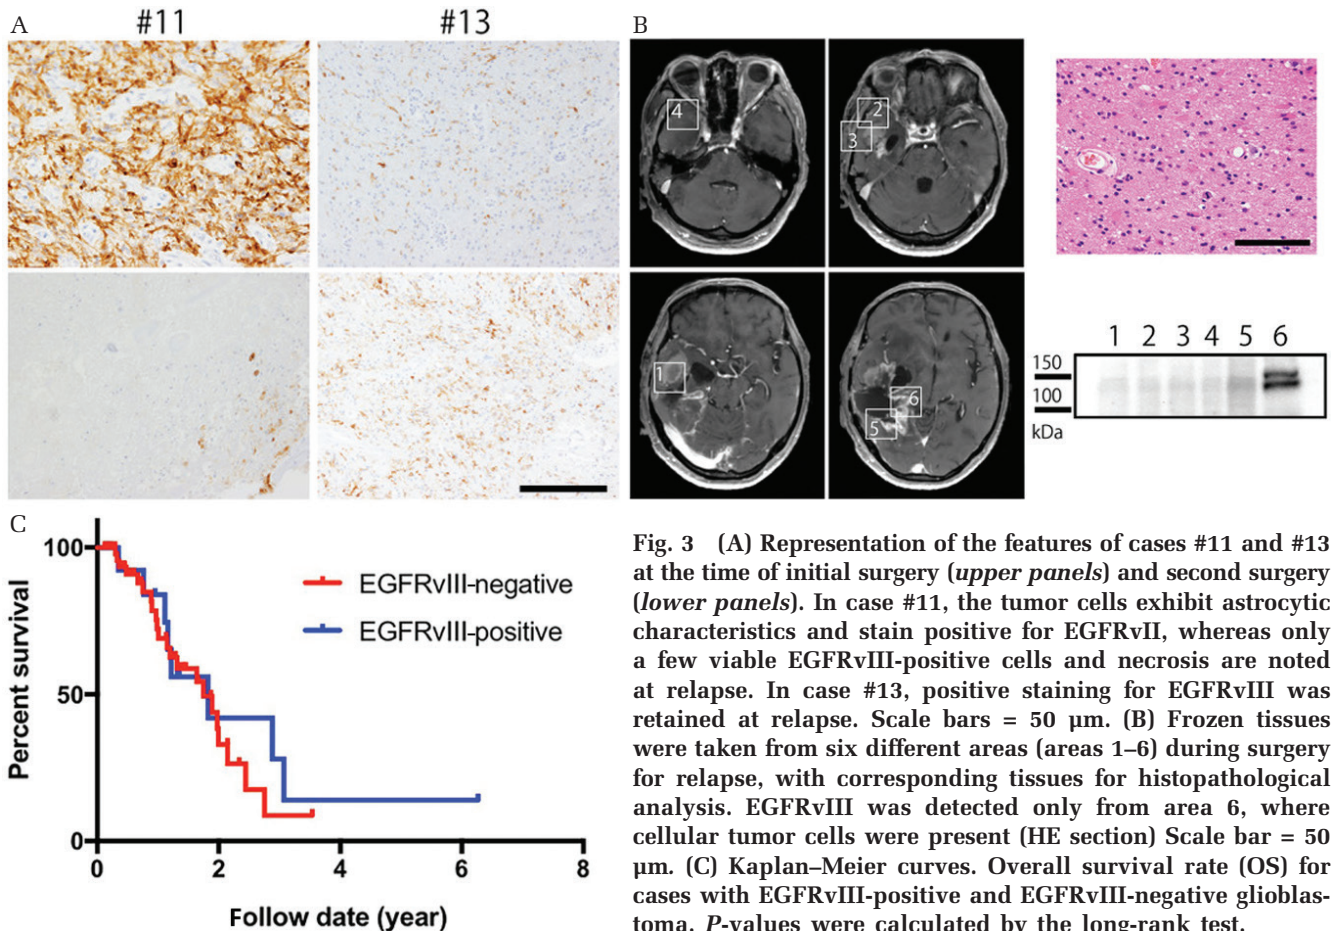 A
#11
#13
B
4
2
3
1
6
5
1 2 3 4 5 6
150
100
kDa
C
Percent survival
100
50
0
0 2 4 6 8
Follow date (year)
EGFRvIII-negative
EGFRvIII-positive
Fig. 3 (A) Representation of the features of cases #11 and #13
at the time of initial surgery (upper panels) and second surgery
(lower panels). In case #11, the tumor cells exhibit astrocytic
characteristics and stain positive for EGFRvII, whereas only
a few viable EGFRvIII-positive cells and necrosis are noted
at relapse. In case #13, positive staining for EGFRvIII was
retained at relapse. Scale bars = 50 μm. (B) Frozen tissues
were taken from six different areas (areas 1–6) during surgery
for relapse, with corresponding tissues for histopathological
analysis. EGFRvIII was detected only from area 6, where
cellular tumor cells were present (HE section) Scale bar = 50
μm. (C) Kaplan–Meier curves. Overall survival rate (OS) for
cases with EGFRvIII-positive and EGFRvIII-negative glioblas-
toma. P-values were calculated by the long-rank test.